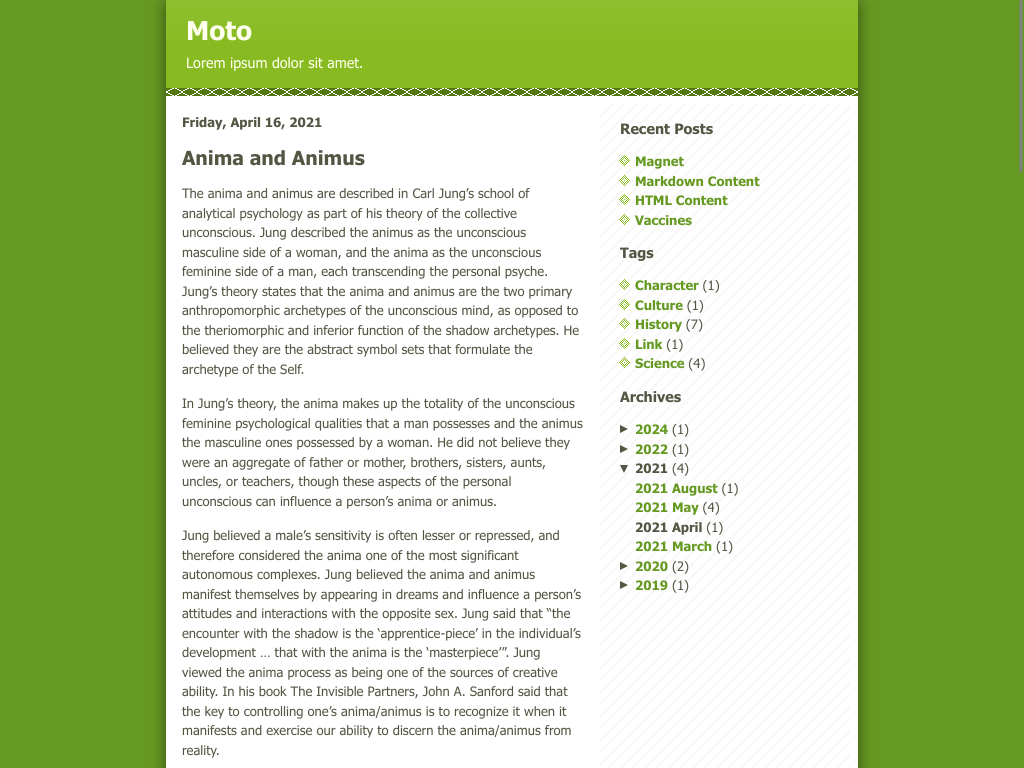 Moto
Lorem ipsum dolor sit amet.
Friday, April 16, 2021
Anima and Animus
The anima and animus are described in Carl Jung’s school of
analytical psychology as part of his theory of the collective
unconscious. Jung described the animus as the unconscious
masculine side of a woman, and the anima as the unconscious
feminine side of a man, each transcending the personal psyche.
Jung’s theory states that the anima and animus are the two primary
anthropomorphic archetypes of the unconscious mind, as opposed to
the theriomorphic and inferior function of the shadow archetypes. He
believed they are the abstract symbol sets that formulate the
archetype of the Self.
In Jung’s theory, the anima makes up the totality of the unconscious
feminine psychological qualities that a man possesses and the animus
the masculine ones possessed by a woman. He did not believe they
were an aggregate of father or mother, brothers, sisters, aunts,
uncles, or teachers, though these aspects of the personal
unconscious can influence a person’s anima or animus.
Jung believed a male’s sensitivity is often lesser or repressed, and
therefore considered the anima one of the most significant
autonomous complexes. Jung believed the anima and animus
manifest themselves by appearing in dreams and influence a person’s
attitudes and interactions with the opposite sex. Jung said that “the
encounter with the shadow is the ‘apprentice-piece’ in the individual’s
development … that with the anima is the ‘masterpiece’”. Jung
viewed the anima process as being one of the sources of creative
ability. In his book The Invisible Partners, John A. Sanford said that
the key to controlling one’s anima/animus is to recognize it when it
manifests and exercise our ability to discern the anima/animus from
reality.
Recent Posts
Magnet
Markdown Content
HTML Content
Vaccines
Tags
Character (1)
Culture (1)
History (7)
Link (1)
Science (4)
Archives
► 2024 (1)
► 2022 (1)
▼ 2021 (4)
2021 August (1)
2021 May (4)
2021 April (1)
2021 March (1)
► 2020 (2)
► 2019 (1)